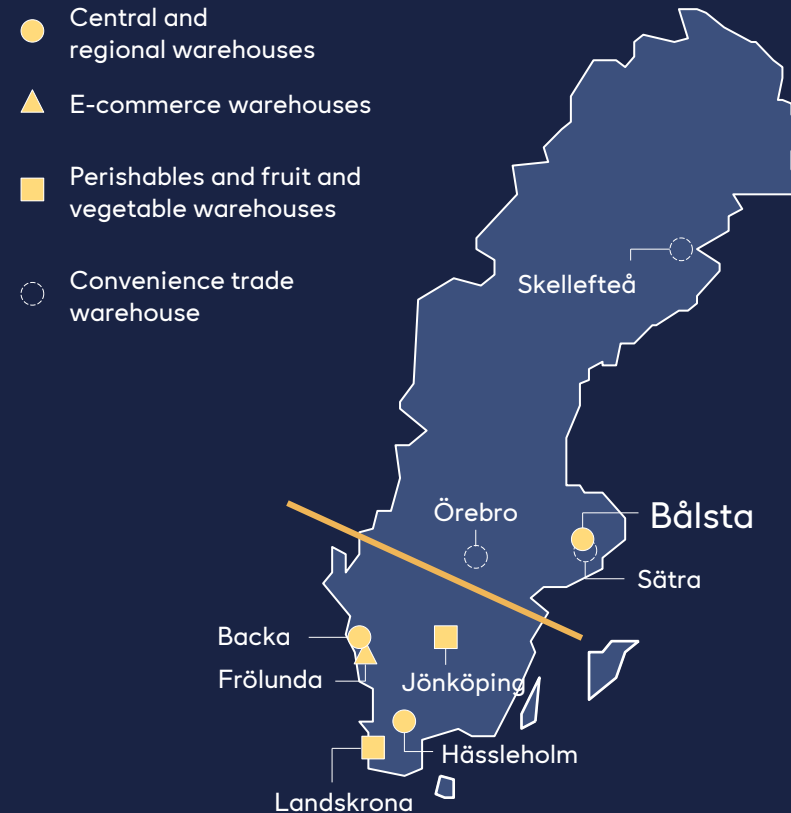 Central and
regional warehouses
E-commerce warehouses
Perishables and fruit and
vegetable warehouses
Convenience trade
warehouse
Skellefteå
Örebro
Bålsta
Sätra
Backa
Frölunda
Jönköping
Hässleholm
Landskrona